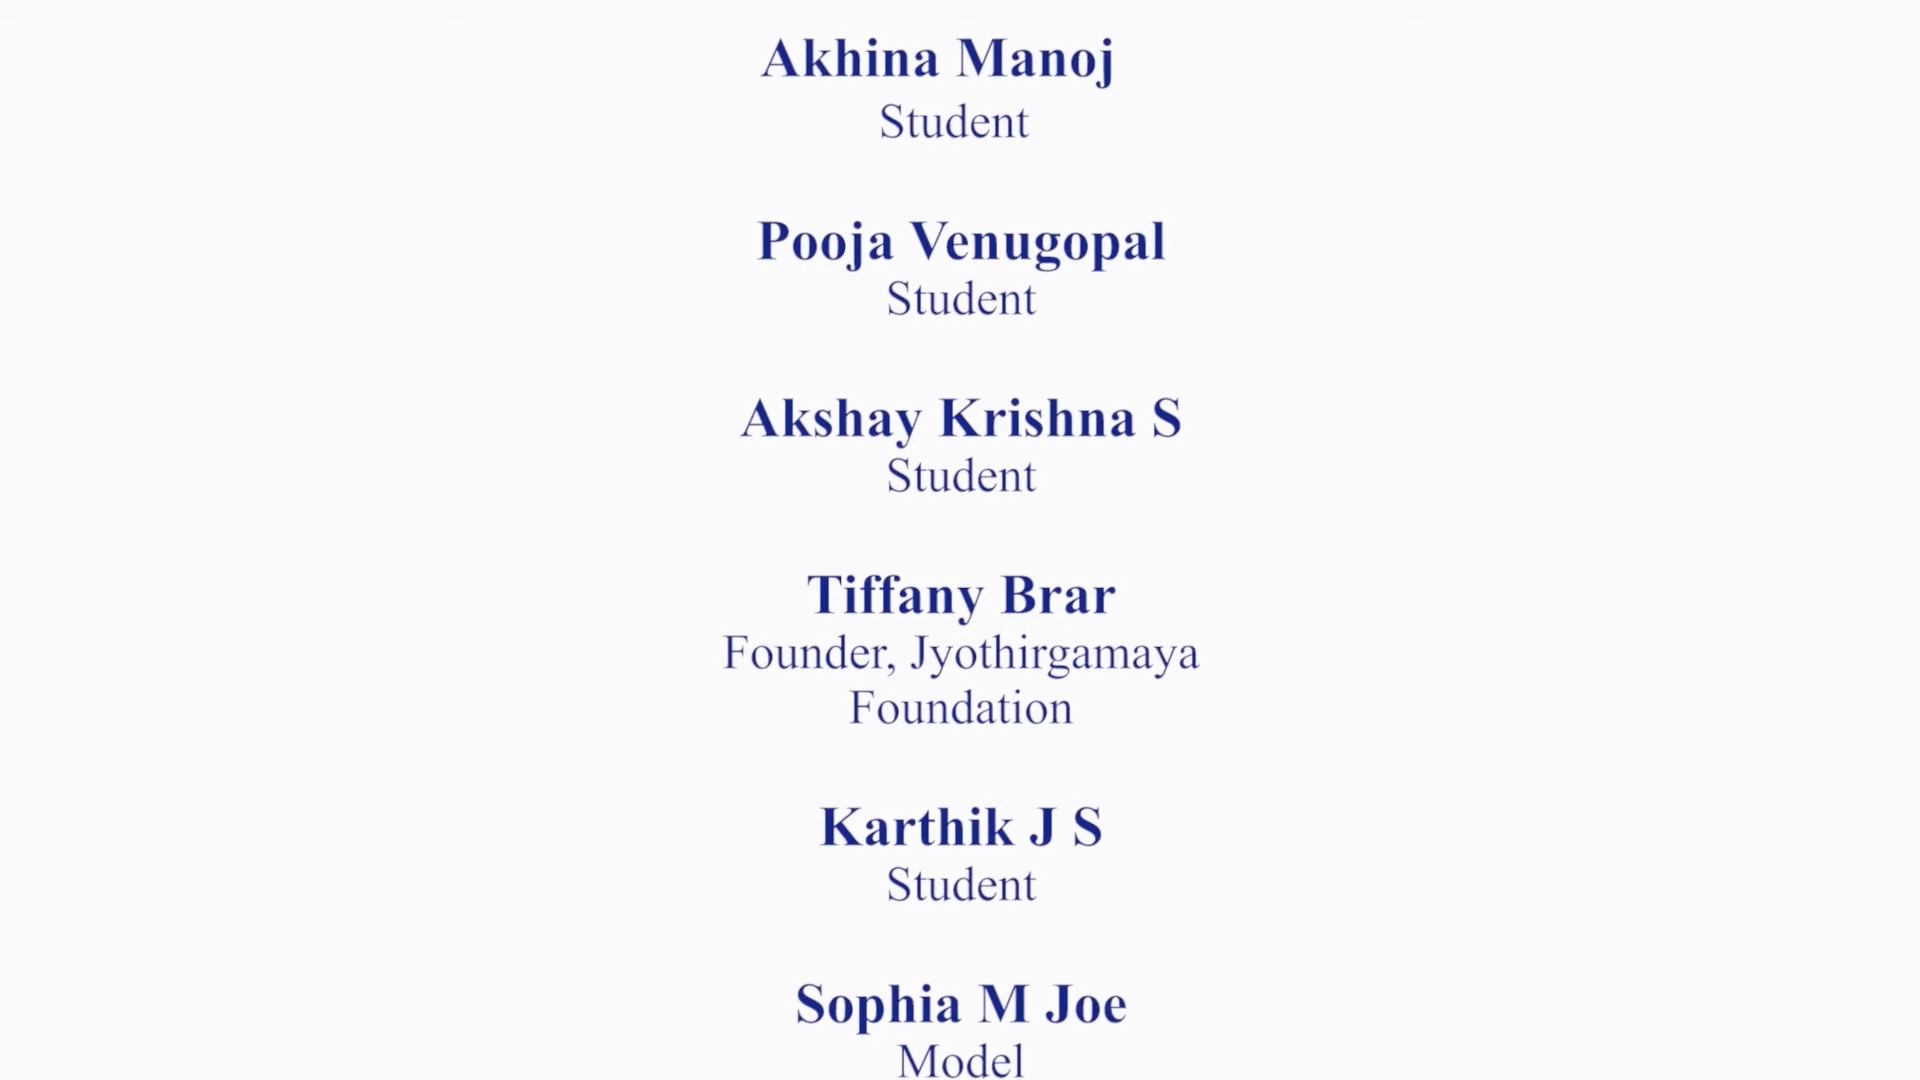 Akhina Manoj
Student
Pooja Venugopal
Student
Akshay Krishna S
Student
Tiffany Brar
Founder, Jyothirgamaya
Foundation
Karthik J S
Student
Sophia M Joe
Model